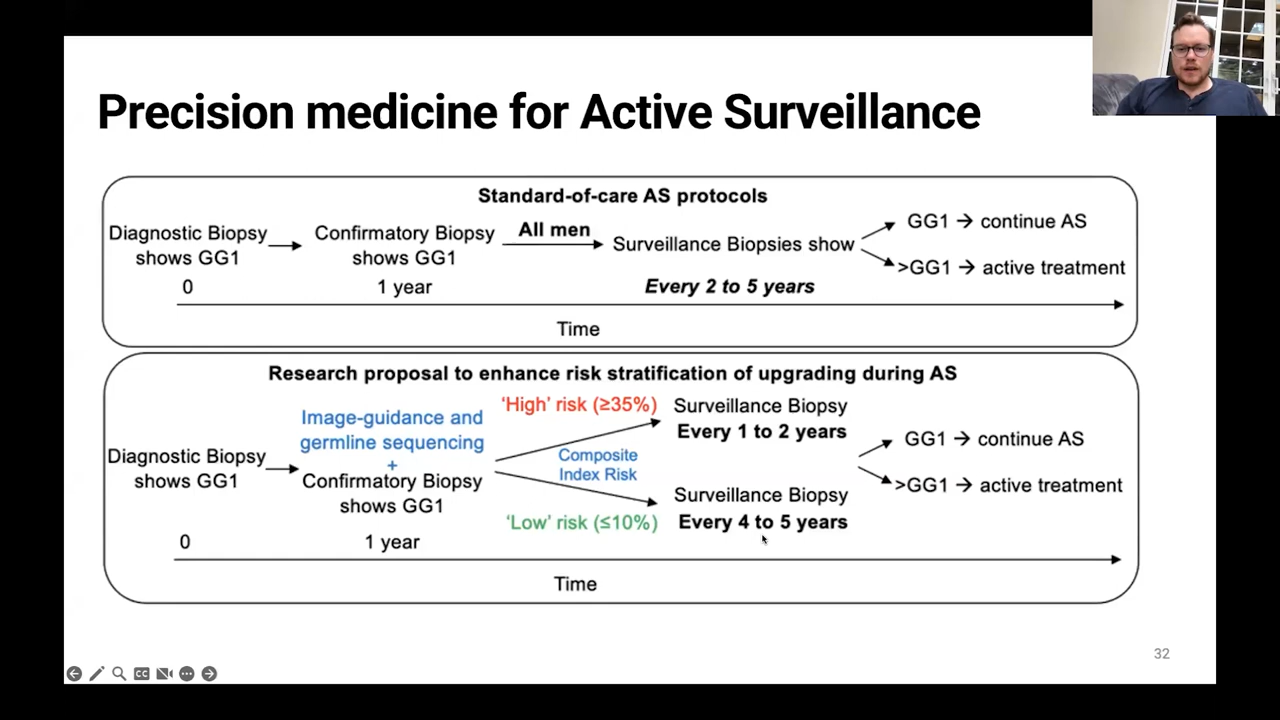 Precision medicine for Active Surveillance
Standard-of-care AS protocols
Diagnostic Biopsy
shows GG1
Confirmatory Biopsy
shows GG1
All men
Surveillance Biopsies show
GG1 → continue AS
>GG1 → active treatment
0
1 year
Every 2 to 5 years
Time
Research proposal to enhance risk stratification of upgrading during AS
Diagnostic Biopsy
shows GG1
Image-guidance and
germline sequencing
+
Confirmatory Biopsy
shows GG1
'High' risk (≥35%)
Composite
Index Risk
'Low' risk (≤10%)
Surveillance Biopsy
Every 1 to 2 years
Surveillance Biopsy
Every 4 to 5 years
GG1 → continue AS
>GG1 → active treatment
0
1 year
Time
32
CC